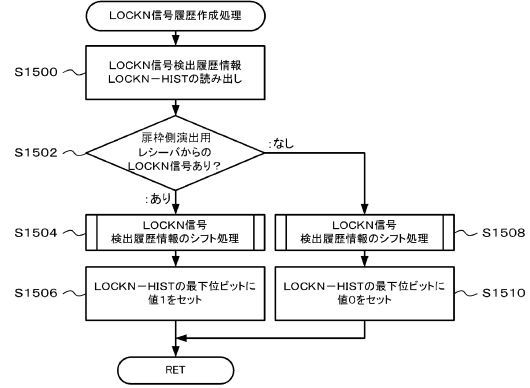 LOCKN信号履歴作成処理
S1500
LOCKN信号検出履歴情報
LOCKN－HISTの読み出し
S1502
扉枠側演出用
レシーバからの
LOCKN信号あり？
:なし
:あり
S1504
LOCKN信号
検出履歴情報のシフト処理
LOCKN信号
検出履歴情報のシフト処理
S1508
S1506
LOCKN－HISTの最下位ビットに
値1をセット
LOCKN－HISTの最下位ビットに
値0をセット
S1510
RET